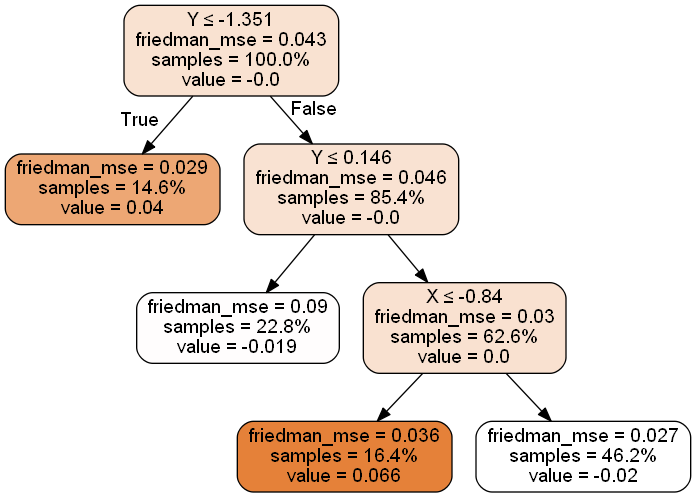 Y ≤ -1.351
friedman_mse = 0.043
samples = 100.0%
value = -0.0
True
False
friedman_mse = 0.029
samples = 14.6%
value = 0.04
Y ≤ 0.146
friedman_mse = 0.046
samples = 85.4%
value = -0.0
friedman_mse = 0.09
samples = 22.8%
value = -0.019
X ≤ -0.84
friedman_mse = 0.03
samples = 62.6%
value = 0.0
friedman_mse = 0.036
samples = 16.4%
value = 0.066
friedman_mse = 0.027
samples = 46.2%
value = -0.02